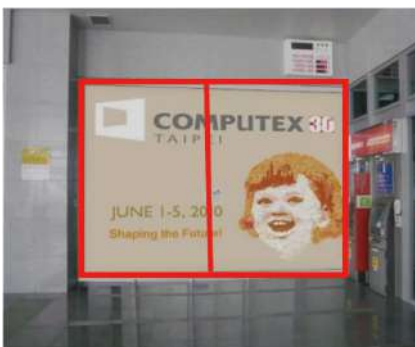 COMPUTEX 30
TAIPEI
JUNE 1-5, 2010
Shaping the Future!